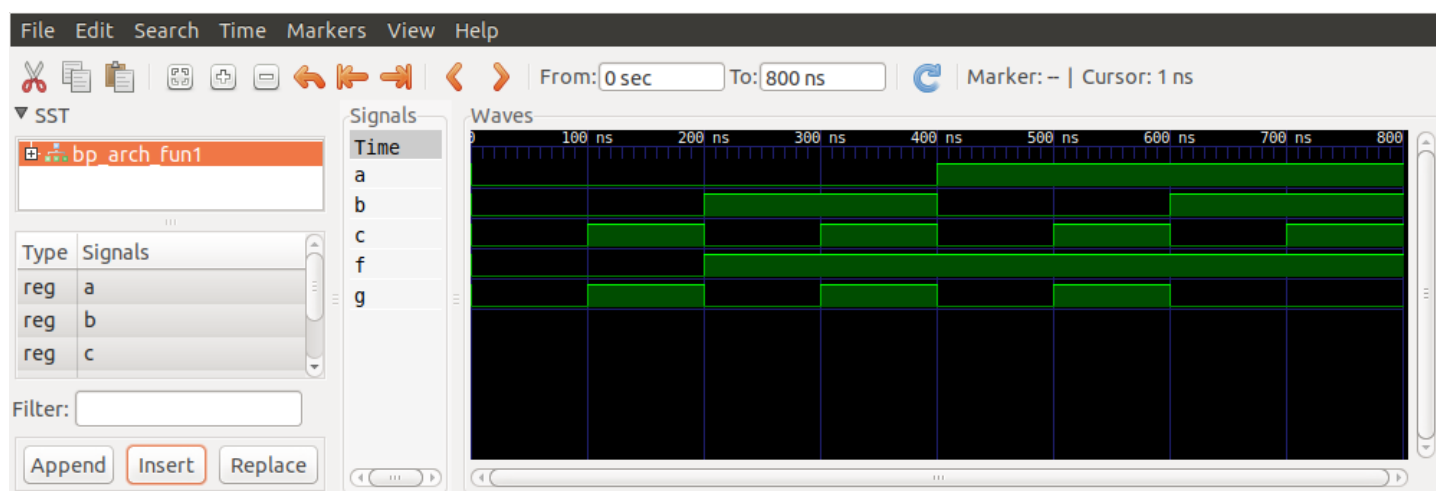 File Edit Search Time Markers View Help
From: 0 sec To: 800 ns Marker: -- | Cursor: 1 ns
SST
bp_arch_fun1
Type Signals
reg a
reg b
reg c
Filter:
Append Insert Replace
Signals
Time
a
b
c
f
g
Waves
0 100 ns 200 ns 300 ns 400 ns 500 ns 600 ns 700 ns 800